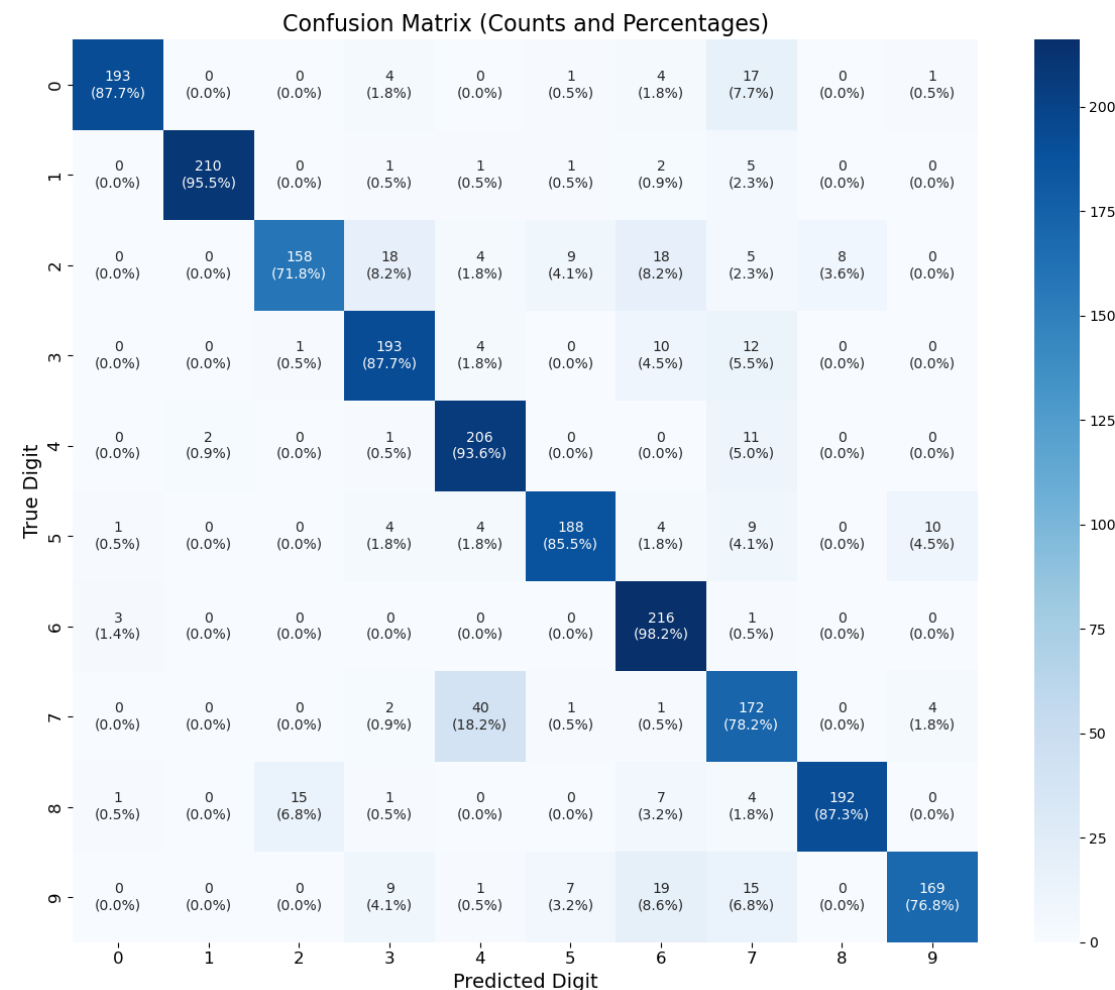 Confusion Matrix (Counts and Percentages)
0 193 0 0 4 0 1 4 17 0 1
(87.7%) (0.0%) (0.0%) (1.8%) (0.0%) (0.5%) (1.8%) (7.7%) (0.0%) (0.5%)
1 0 210 0 1 1 1 2 5 0 0
(0.0%) (95.5%) (0.0%) (0.5%) (0.5%) (0.5%) (0.9%) (2.3%) (0.0%) (0.0%)
2 0 0 158 18 4 9 18 5 8 0
(0.0%) (0.0%) (71.8%) (8.2%) (1.8%) (4.1%) (8.2%) (2.3%) (3.6%) (0.0%)
3 0 0 1 193 4 0 10 12 0 0
(0.0%) (0.0%) (0.5%) (87.7%) (1.8%) (0.0%) (4.5%) (5.5%) (0.0%) (0.0%)
4 0 2 0 1 206 0 0 11 0 0
(0.0%) (0.9%) (0.0%) (0.5%) (93.6%) (0.0%) (0.0%) (5.0%) (0.0%) (0.0%)
5 1 0 0 4 4 188 4 9 0 10
(0.5%) (0.0%) (0.0%) (1.8%) (1.8%) (85.5%) (1.8%) (4.1%) (0.0%) (4.5%)
6 3 0 0 0 0 0 216 1 0 0
(1.4%) (0.0%) (0.0%) (0.0%) (0.0%) (0.0%) (98.2%) (0.5%) (0.0%) (0.0%)
7 0 0 0 2 40 1 1 172 0 4
(0.0%) (0.0%) (0.0%) (0.9%) (18.2%) (0.5%) (0.5%) (78.2%) (0.0%) (1.8%)
8 1 0 15 1 0 0 7 4 192 0
(0.5%) (0.0%) (6.8%) (0.5%) (0.0%) (0.0%) (3.2%) (1.8%) (87.3%) (0.0%)
9 0 0 0 9 1 7 19 15 0 169
(0.0%) (0.0%) (0.0%) (4.1%) (0.5%) (3.2%) (8.6%) (6.8%) (0.0%) (76.8%)
0 1 2 3 4 5 6 7 8 9
Predicted Digit
True Digit
200
175
150
125
100
75
50
25
0